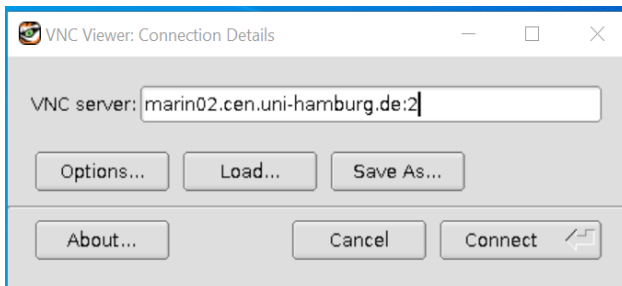 VNC Viewer: Connection Details
VNC server: marin02.cen.uni-hamburg.de:2
Options... Load... Save As...
About... Cancel Connect